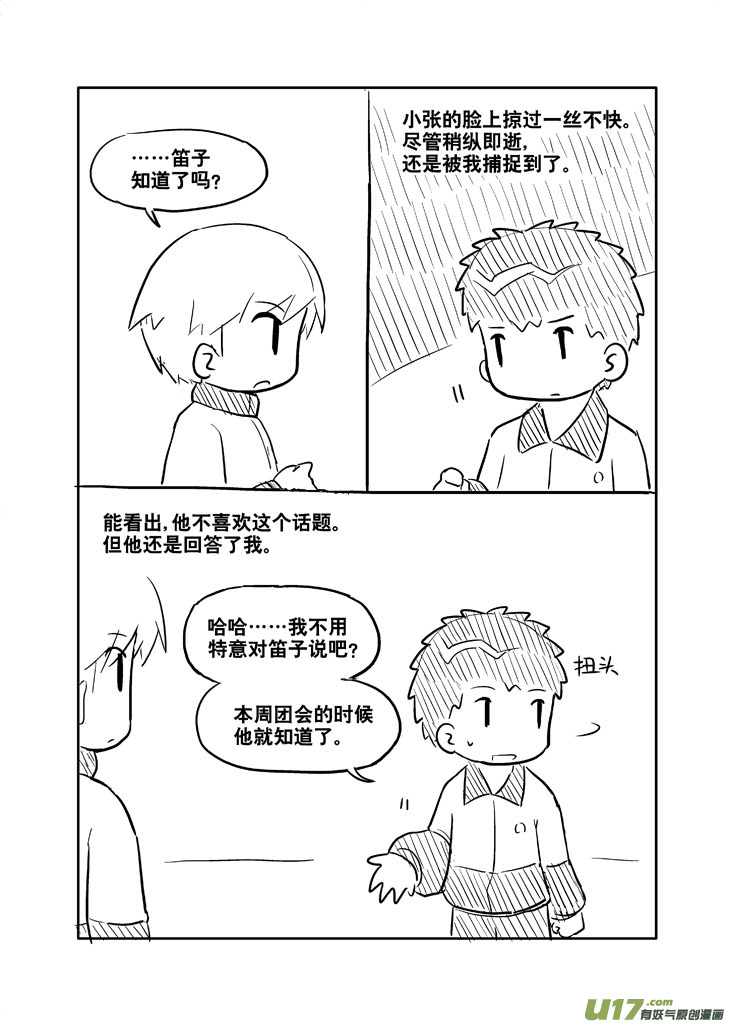 ……笛子
知道了吗?
小张的脸上掠过一丝不快。
尽管稍纵即逝,
还是被我捕捉到了。
能看出,他不喜欢这个话题。
但他还是回答了我。
哈哈……我不用
特意对笛子说吧?
本周团会的时候
他就知道了。
扭头
U17.com
有妖气原创漫画